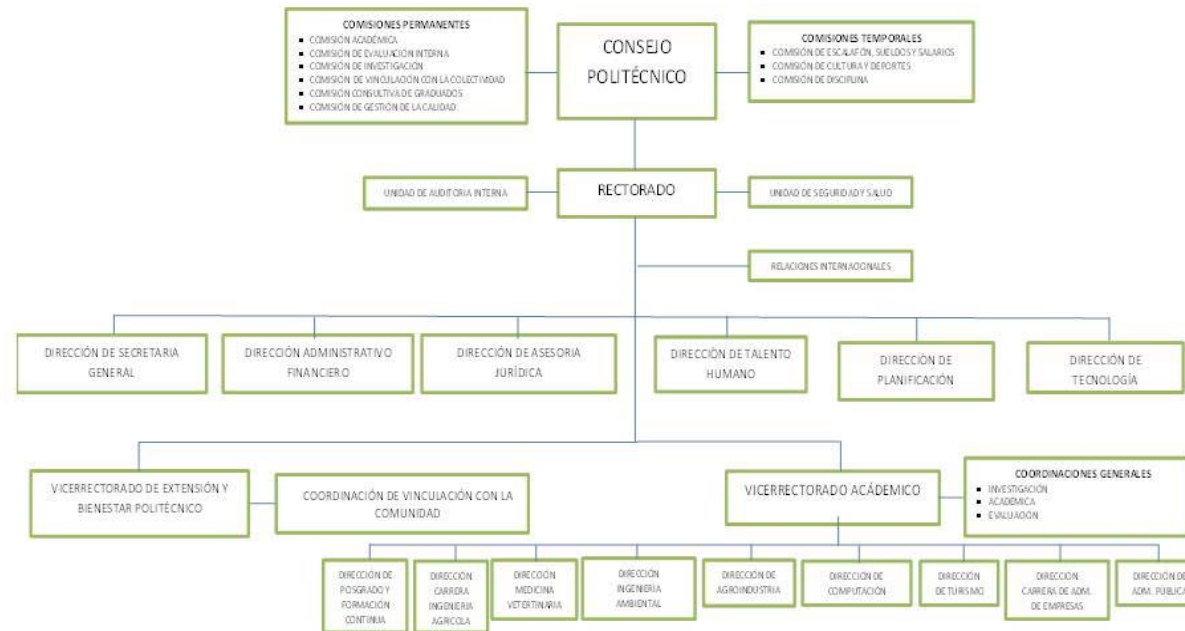 COMISIONES PERMANENTES
▪ COMISIÓN ACADÉMICA
▪ COMISIÓN DE EVALUACIÓN INTERNA
▪ COMISIÓN DE INVESTIGACIÓN
▪ COMISIÓN DE VINCULACIÓN CON LA COLECTIVIDAD
▪ COMISIÓN CONSULTIVA DE GRADUADOS
▪ COMISIÓN DE GESTIÓN DE LA CALIDAD
CONSEJO
POLITÉCNICO
COMISIONES TEMPORALES
▪ COMISIÓN DE ESCALAFÓN, SUELDOS Y SALARIOS
▪ COMISIÓN DE CULTURA Y DEPORTES
▪ COMISIÓN DE DISCIPLINA
UNIDAD DE AUDITORIA INTERNA
RECTORADO
UNIDAD DE SEGURIDAD Y SALUD
RELACIONES INTERNACIONALES
DIRECCIÓN DE SECRETARIA
GENERAL
DIRECCIÓN ADMINISTRATIVO
FINANCIERO
DIRECCIÓN DE ASESORIA
JURÍDICA
DIRECCIÓN DE TALENTO
HUMANO
DIRECCIÓN DE
PLANIFICACIÓN
DIRECCIÓN DE
TECNOLOGÍA
VICERRECTORADO DE EXTENSIÓN Y
BIENESTAR POLITÉCNICO
COORDINACIÓN DE VINCULACIÓN CON LA
COMUNIDAD
VICERRECTORADO ACÁDEMICO
COORDINACIONES GENERALES
▪ INVESTIGACIÓN
▪ ACADÉMICA
▪ EVALUACIÓN
DIRECCIÓN DE
POSGRADO Y
FORMACIÓN
CONTINUA
DIRECCIÓN
CARRERA
INGENIERIA
AGRICOLA
DIRECCIÓN
MEDICINA
VETERTINARIA
DIRECCIÓN
INGENIERÍA
AMBIENTAL
DIRECCIÓN DE
AGROINDUSTRIA
DIRECCIÓN DE
COMPUTACIÓN
DIRECCIÓN
DE TURISMO
DIRECCIÓN
CARRERA DE ADM.
DE EMPRESAS
DIRECCIÓN DE
ADM. PÚBLICA